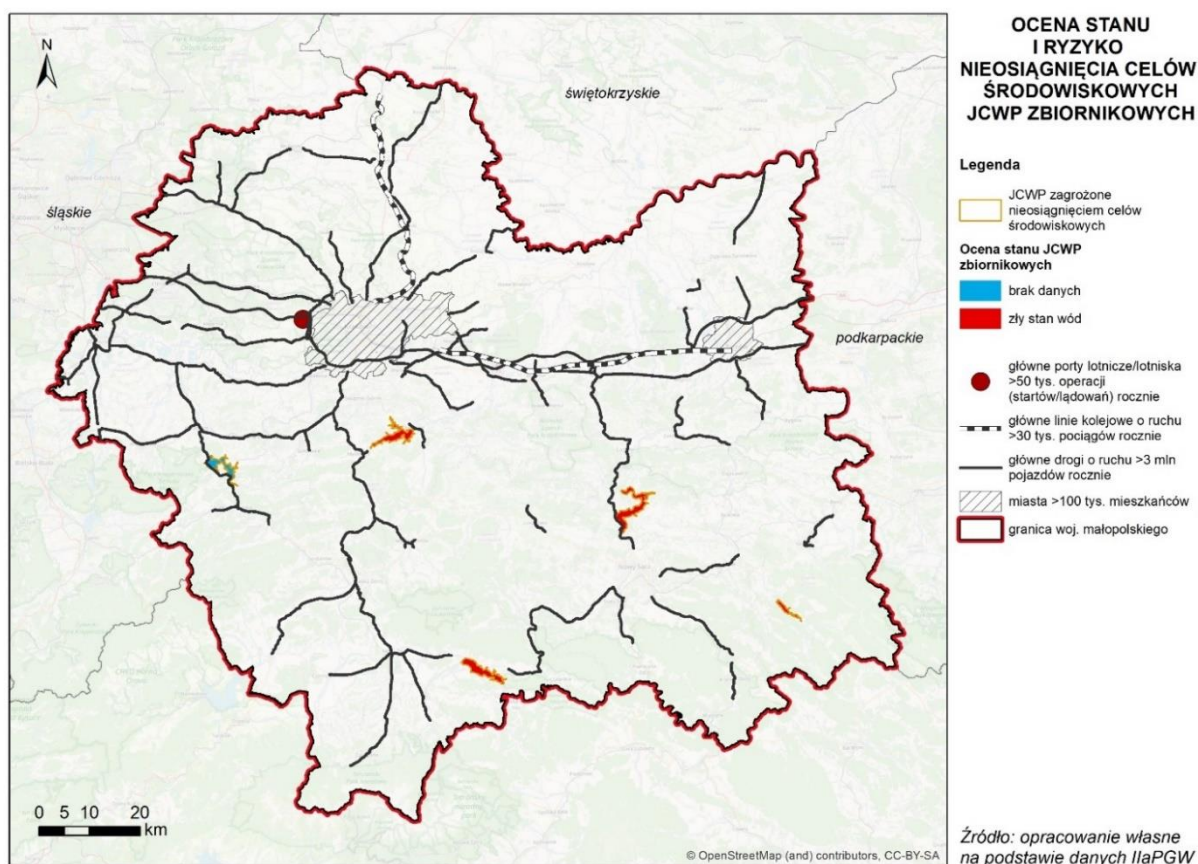 OCENA STANU
I RYZYKO
NIEOSIĄGNIĘCIA CELÓW
ŚRODOWISKOWYCH
JCWP ZBIORNIKOWYCH
Legenda
JCWP zagrożone
nieosiągnięciem celów
środowiskowych
Ocena stanu JCWP
zbiornikowych
brak danych
zły stan wód
główne porty lotnicze/lotniska
>50 tys. operacji
(startów/lądowań) rocznie
główne linie kolejowe o ruchu
>30 tys. pociągów rocznie
główne drogi o ruchu >3 mln
pojazdów rocznie
miasta >100 tys. mieszkańców
granica woj. małopolskiego
Źródło: opracowanie własne
na podstawie danych IIaPGW
N
świętokrzyskie
śląskie
podkarpackie
0 5 10 20
km
© OpenStreetMap (and) contributors, CC-BY-SA